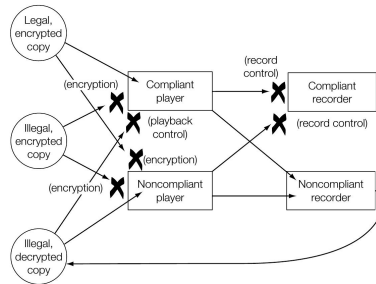 Legal,
encrypted
copy
(encryption)
Compliant
player
(record
control)
Compliant
recorder
Illegal,
encrypted
copy
(playback
control)
(record control)
(encryption)
(encryption)
Noncompliant
player
Noncompliant
recorder
Illegal,
decrypted
copy